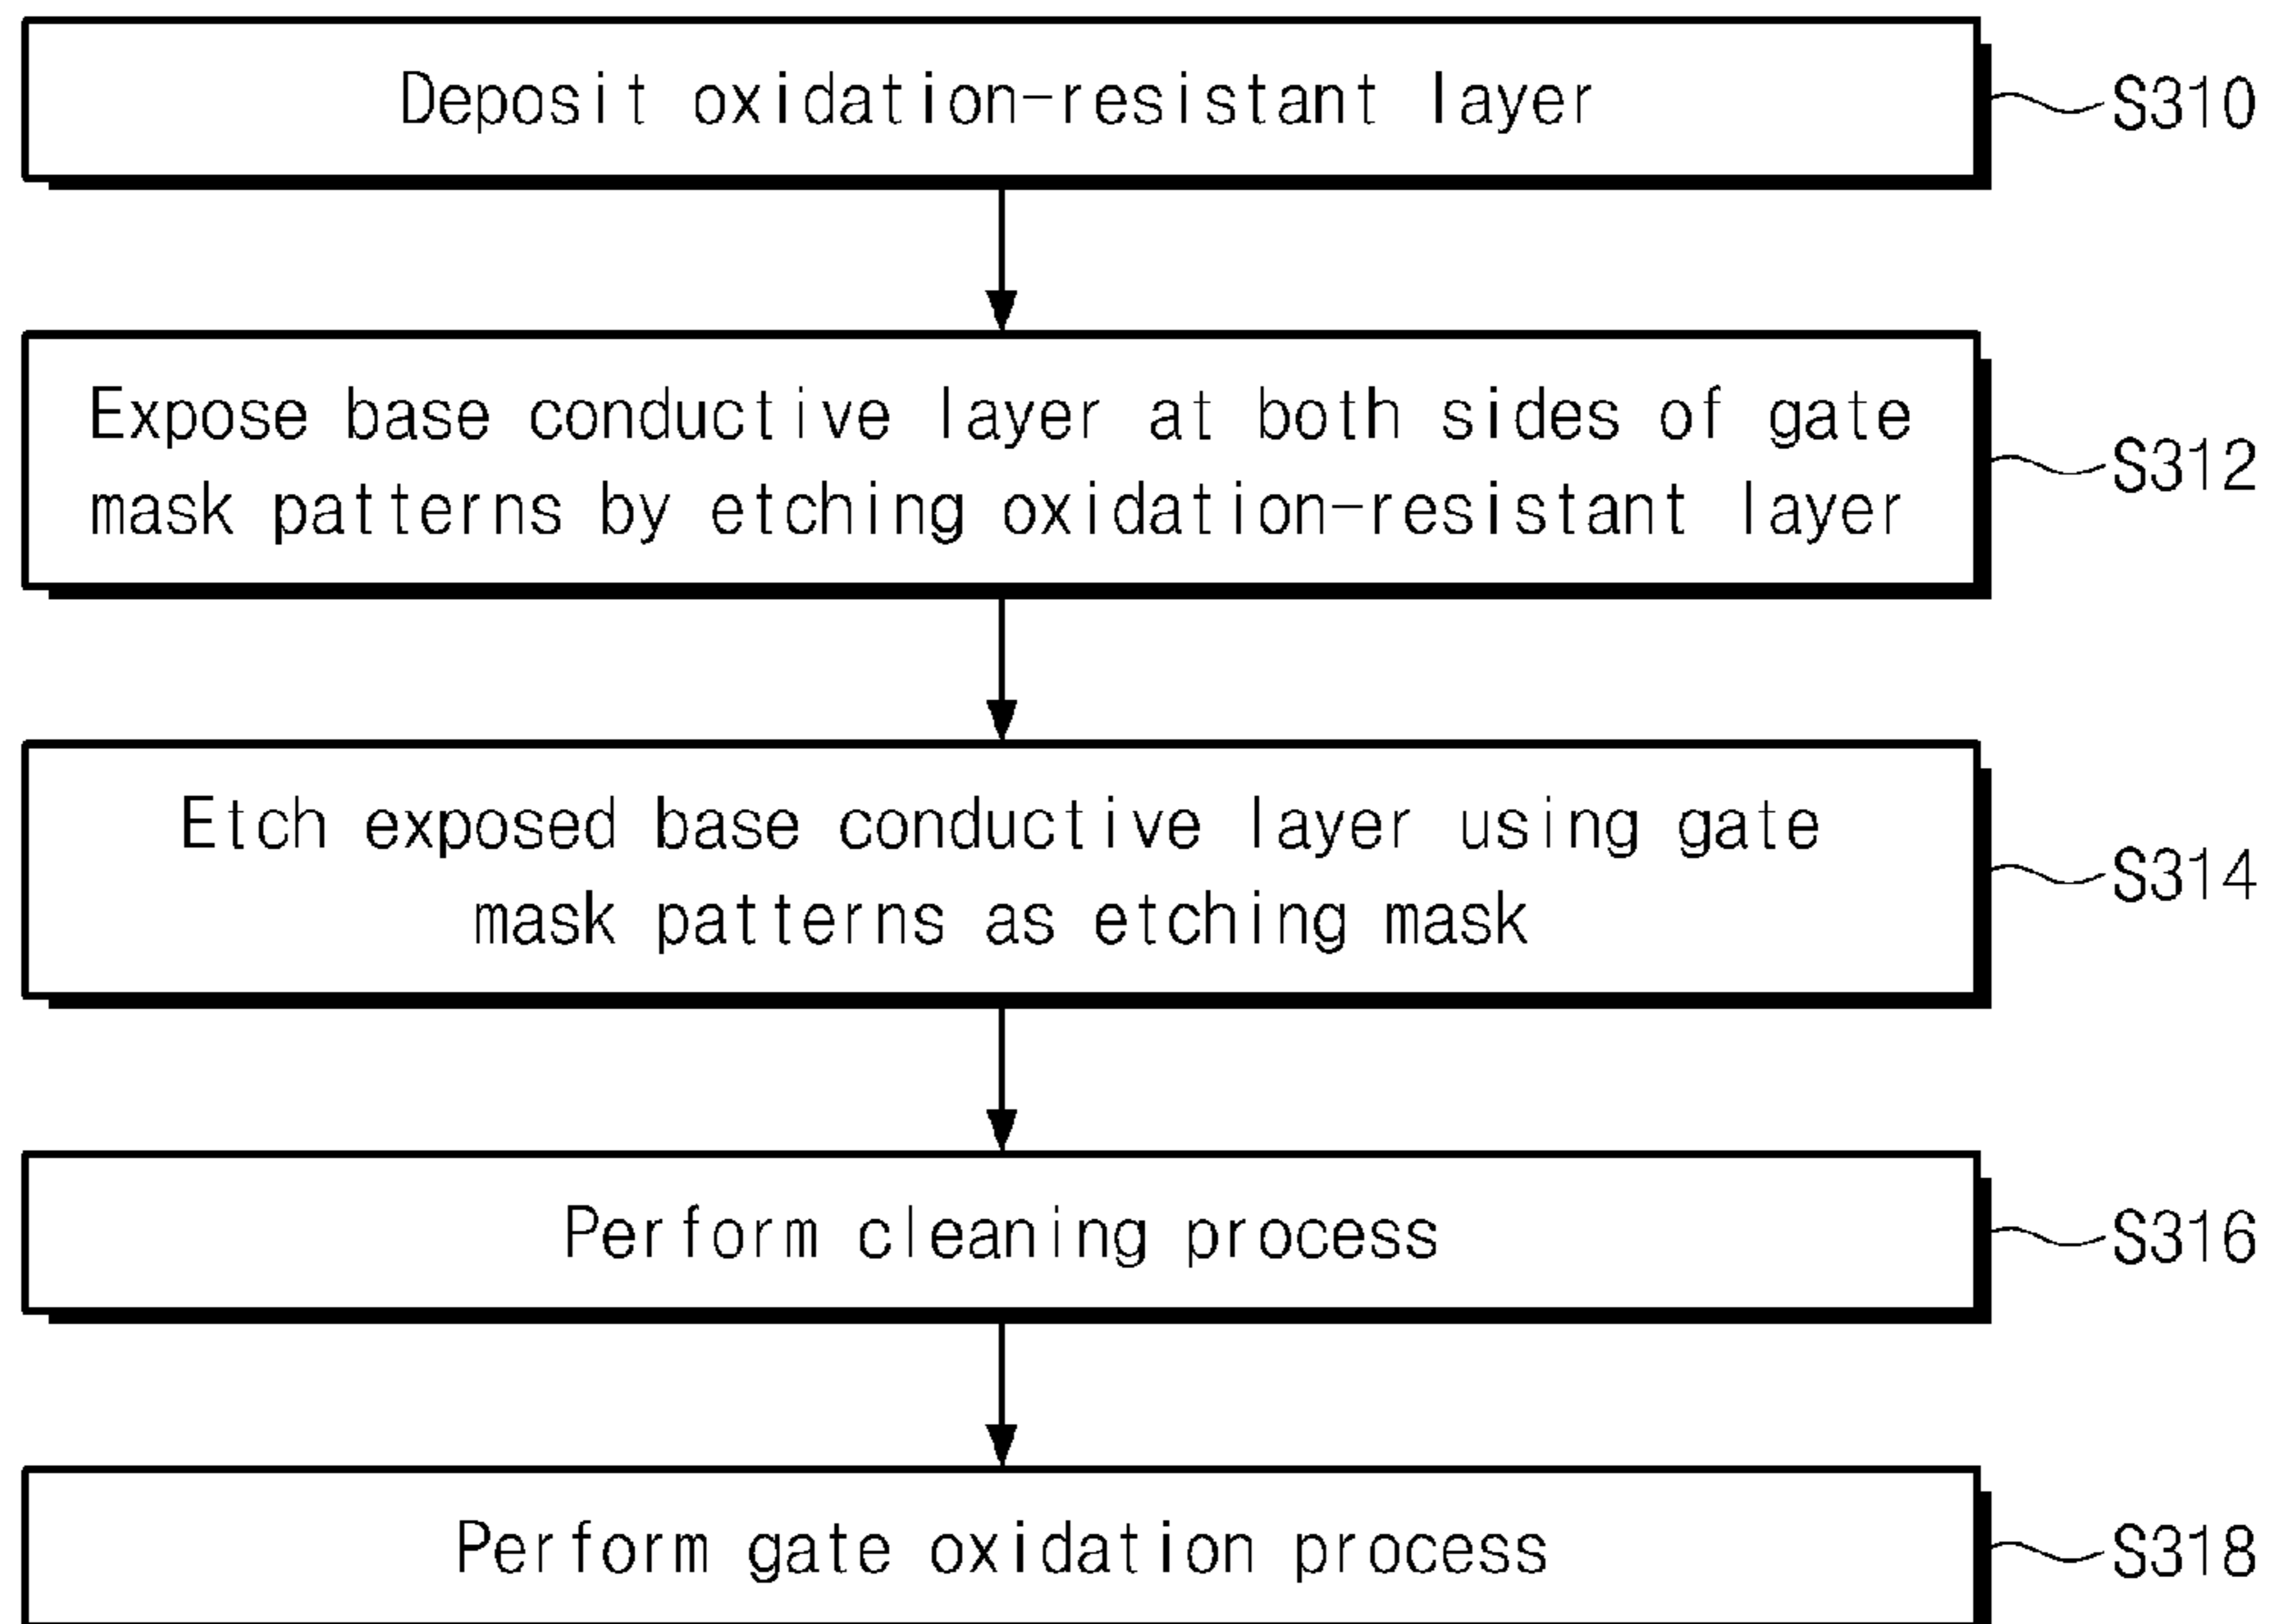 Deposit oxidation-resistant layer
S310
Expose base conductive layer at both sides of gate
mask patterns by etching oxidation-resistant layer
S312
Etch exposed base conductive layer using gate
mask patterns as etching mask
S314
Perform cleaning process
S316
Perform gate oxidation process
S318